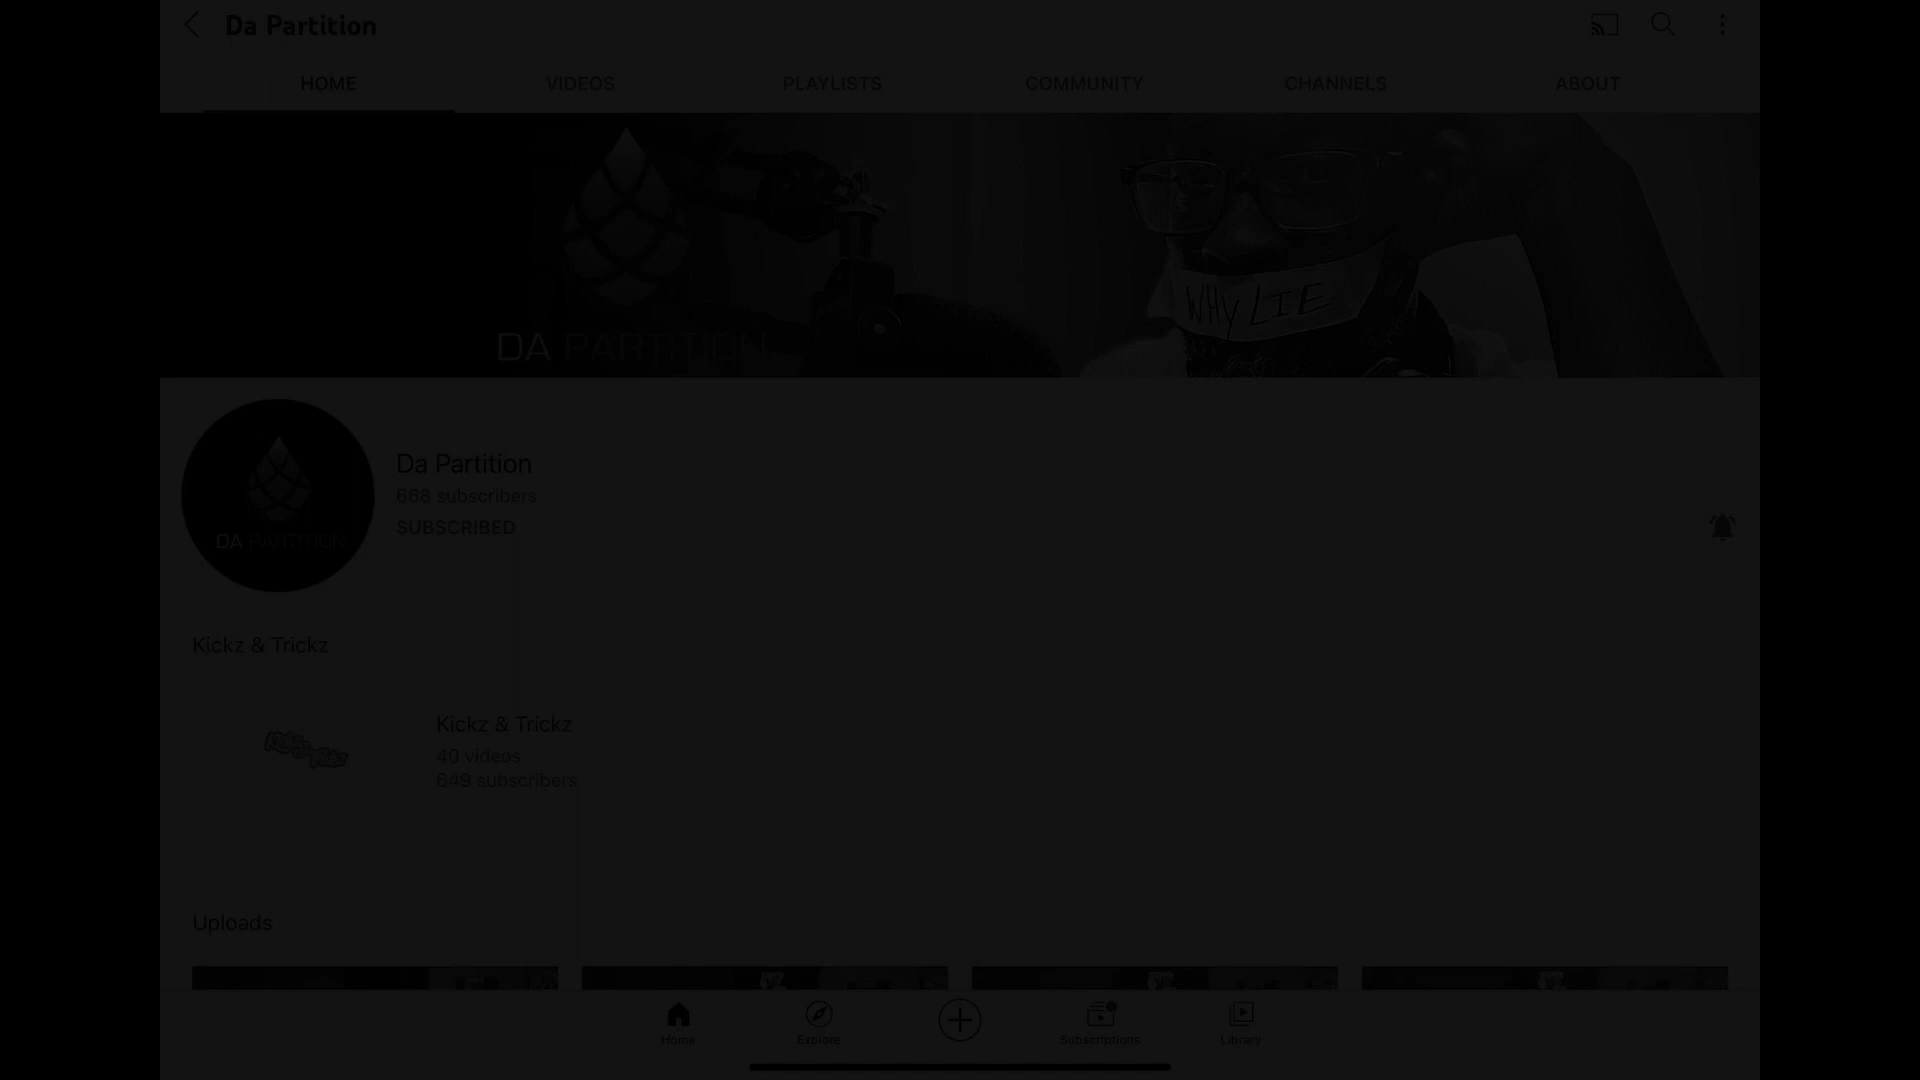 Da Partition
HOME VIDEOS PLAYLISTS COMMUNITY CHANNELS ABOUT
WHY LIE
DA PARTITION
Da Partition
668 subscribers
SUBSCRIBED
DA PARTITION
Kickz & Trickz
Kickz & Trickz
40 videos
649 subscribers
Uploads
Home Explore Subscriptions Library